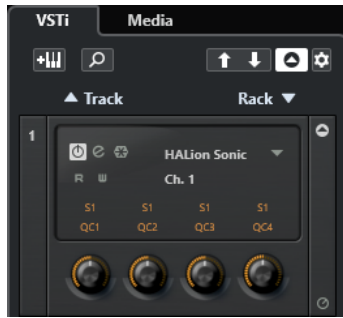 VSTi Media
Track Rack
1
HALion Sonic
R W Ch. 1
S1 S1 S1 S1
QC1 QC2 QC3 QC4